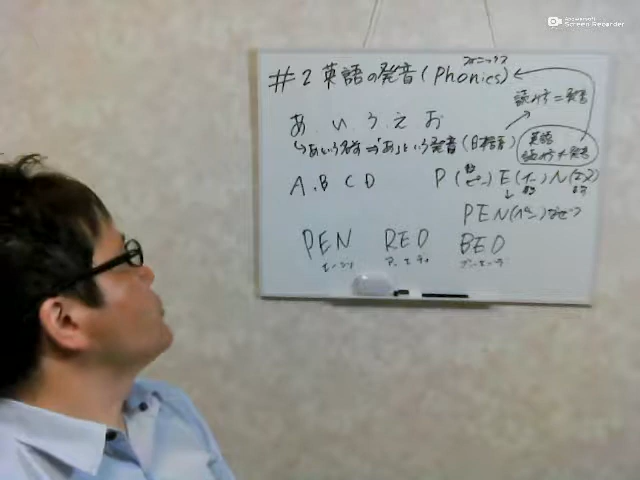 Apowersoft
Screen Recorder
フォニックス
#2 英語の発音(Phonics)
読み方=発音
あ い う え お
↳あという名前⇒「あ」という発音(日本語)
英語
読み方≠発音
A, B C D
P(ピー) E(イー) N(エヌ)
PEN(ペン)なぜ?
PEN RED BED